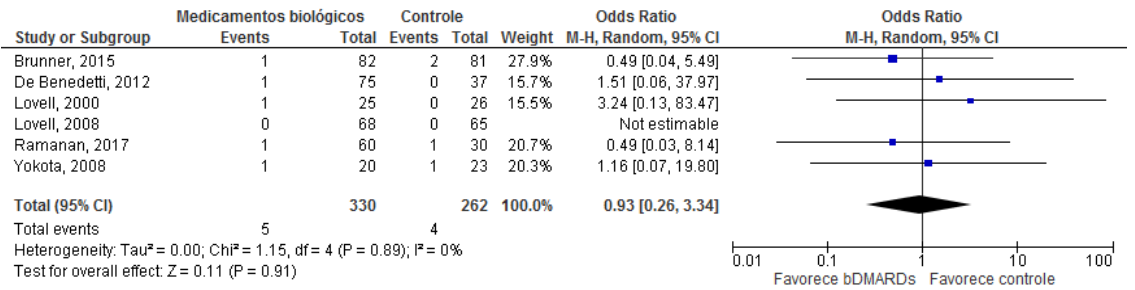 Medicamentos biológicos Controle Odds Ratio Odds Ratio
Study or Subgroup Events Total Events Total Weight M-H, Random, 95% CI M-H, Random, 95% CI
Brunner, 2015 1 82 2 81 27.9% 0.49 [0.04, 5.49]
De Benedetti, 2012 1 75 0 37 15.7% 1.51 [0.06, 37.97]
Lovell, 2000 1 25 0 26 15.5% 3.24 [0.13, 83.47]
Lovell, 2008 0 68 0 65 Not estimable
Ramanan, 2017 1 60 1 30 20.7% 0.49 [0.03, 8.14]
Yokota, 2008 1 20 1 23 20.3% 1.16 [0.07, 19.80]
Total (95% CI) 330 262 100.0% 0.93 [0.26, 3.34]
Total events 5 4
Heterogeneity: Tau² = 0.00; Chi² = 1.15, df = 4 (P = 0.89); I² = 0%
Test for overall effect: Z = 0.11 (P = 0.91)
0.01 0.1 1 10 100
Favorece bDMARDs Favorece controle